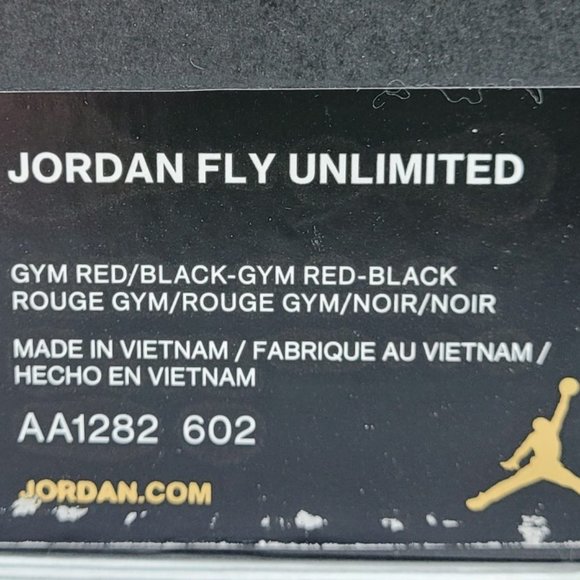 JORDAN FLY UNLIMITED
GYM RED/BLACK-GYM RED-BLACK
ROUGE GYM/ROUGE GYM/NOIR/NOIR
MADE IN VIETNAM / FABRIQUE AU VIETNAM /
HECHO EN VIETNAM
AA1282 602
JORDAN.COM